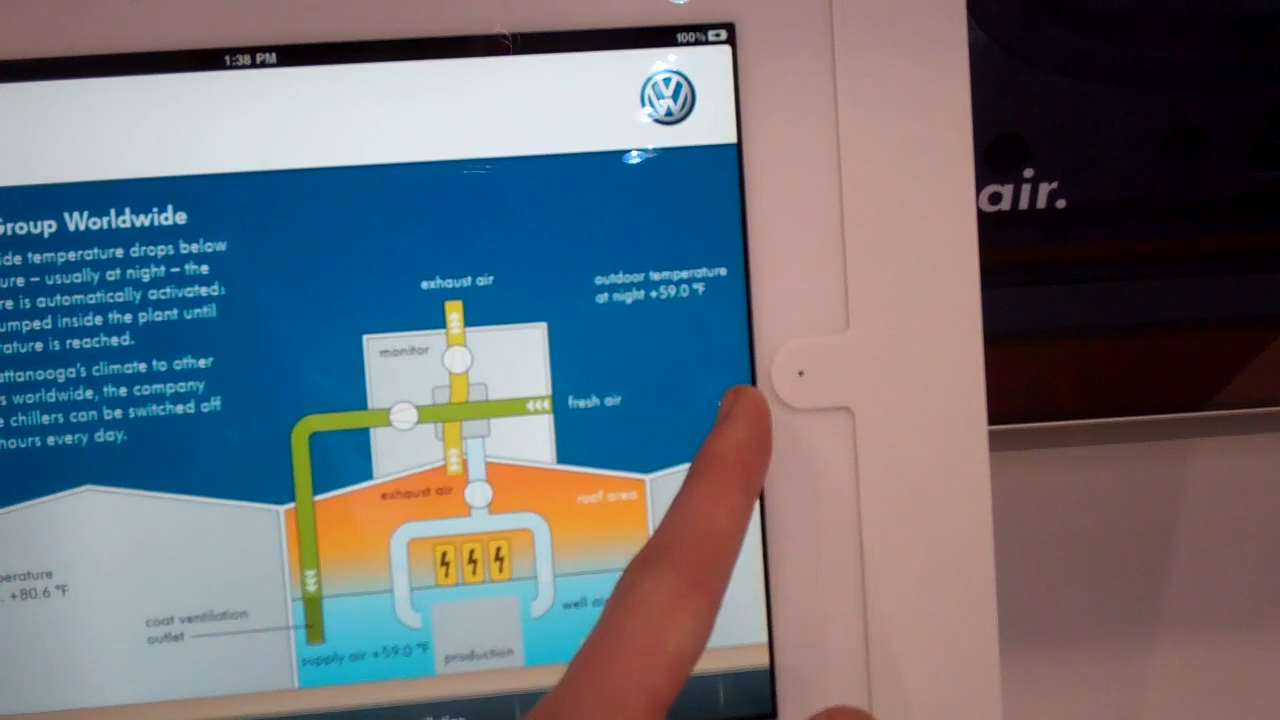 1:38 PM
100%
Group Worldwide
ide temperature drops below
ure – usually at night – the
re is automatically activated:
umped inside the plant until
rature is reached.
attanooga's climate to other
s worldwide, the company
e chillers can be switched off
hours every day.
exhaust air
outdoor temperature
at night +59.0 °F
monitor
fresh air
exhaust air
roof area
perature
+80.6 °F
coat ventilation
outlet
well air
supply air +59.0 °F
production
air.